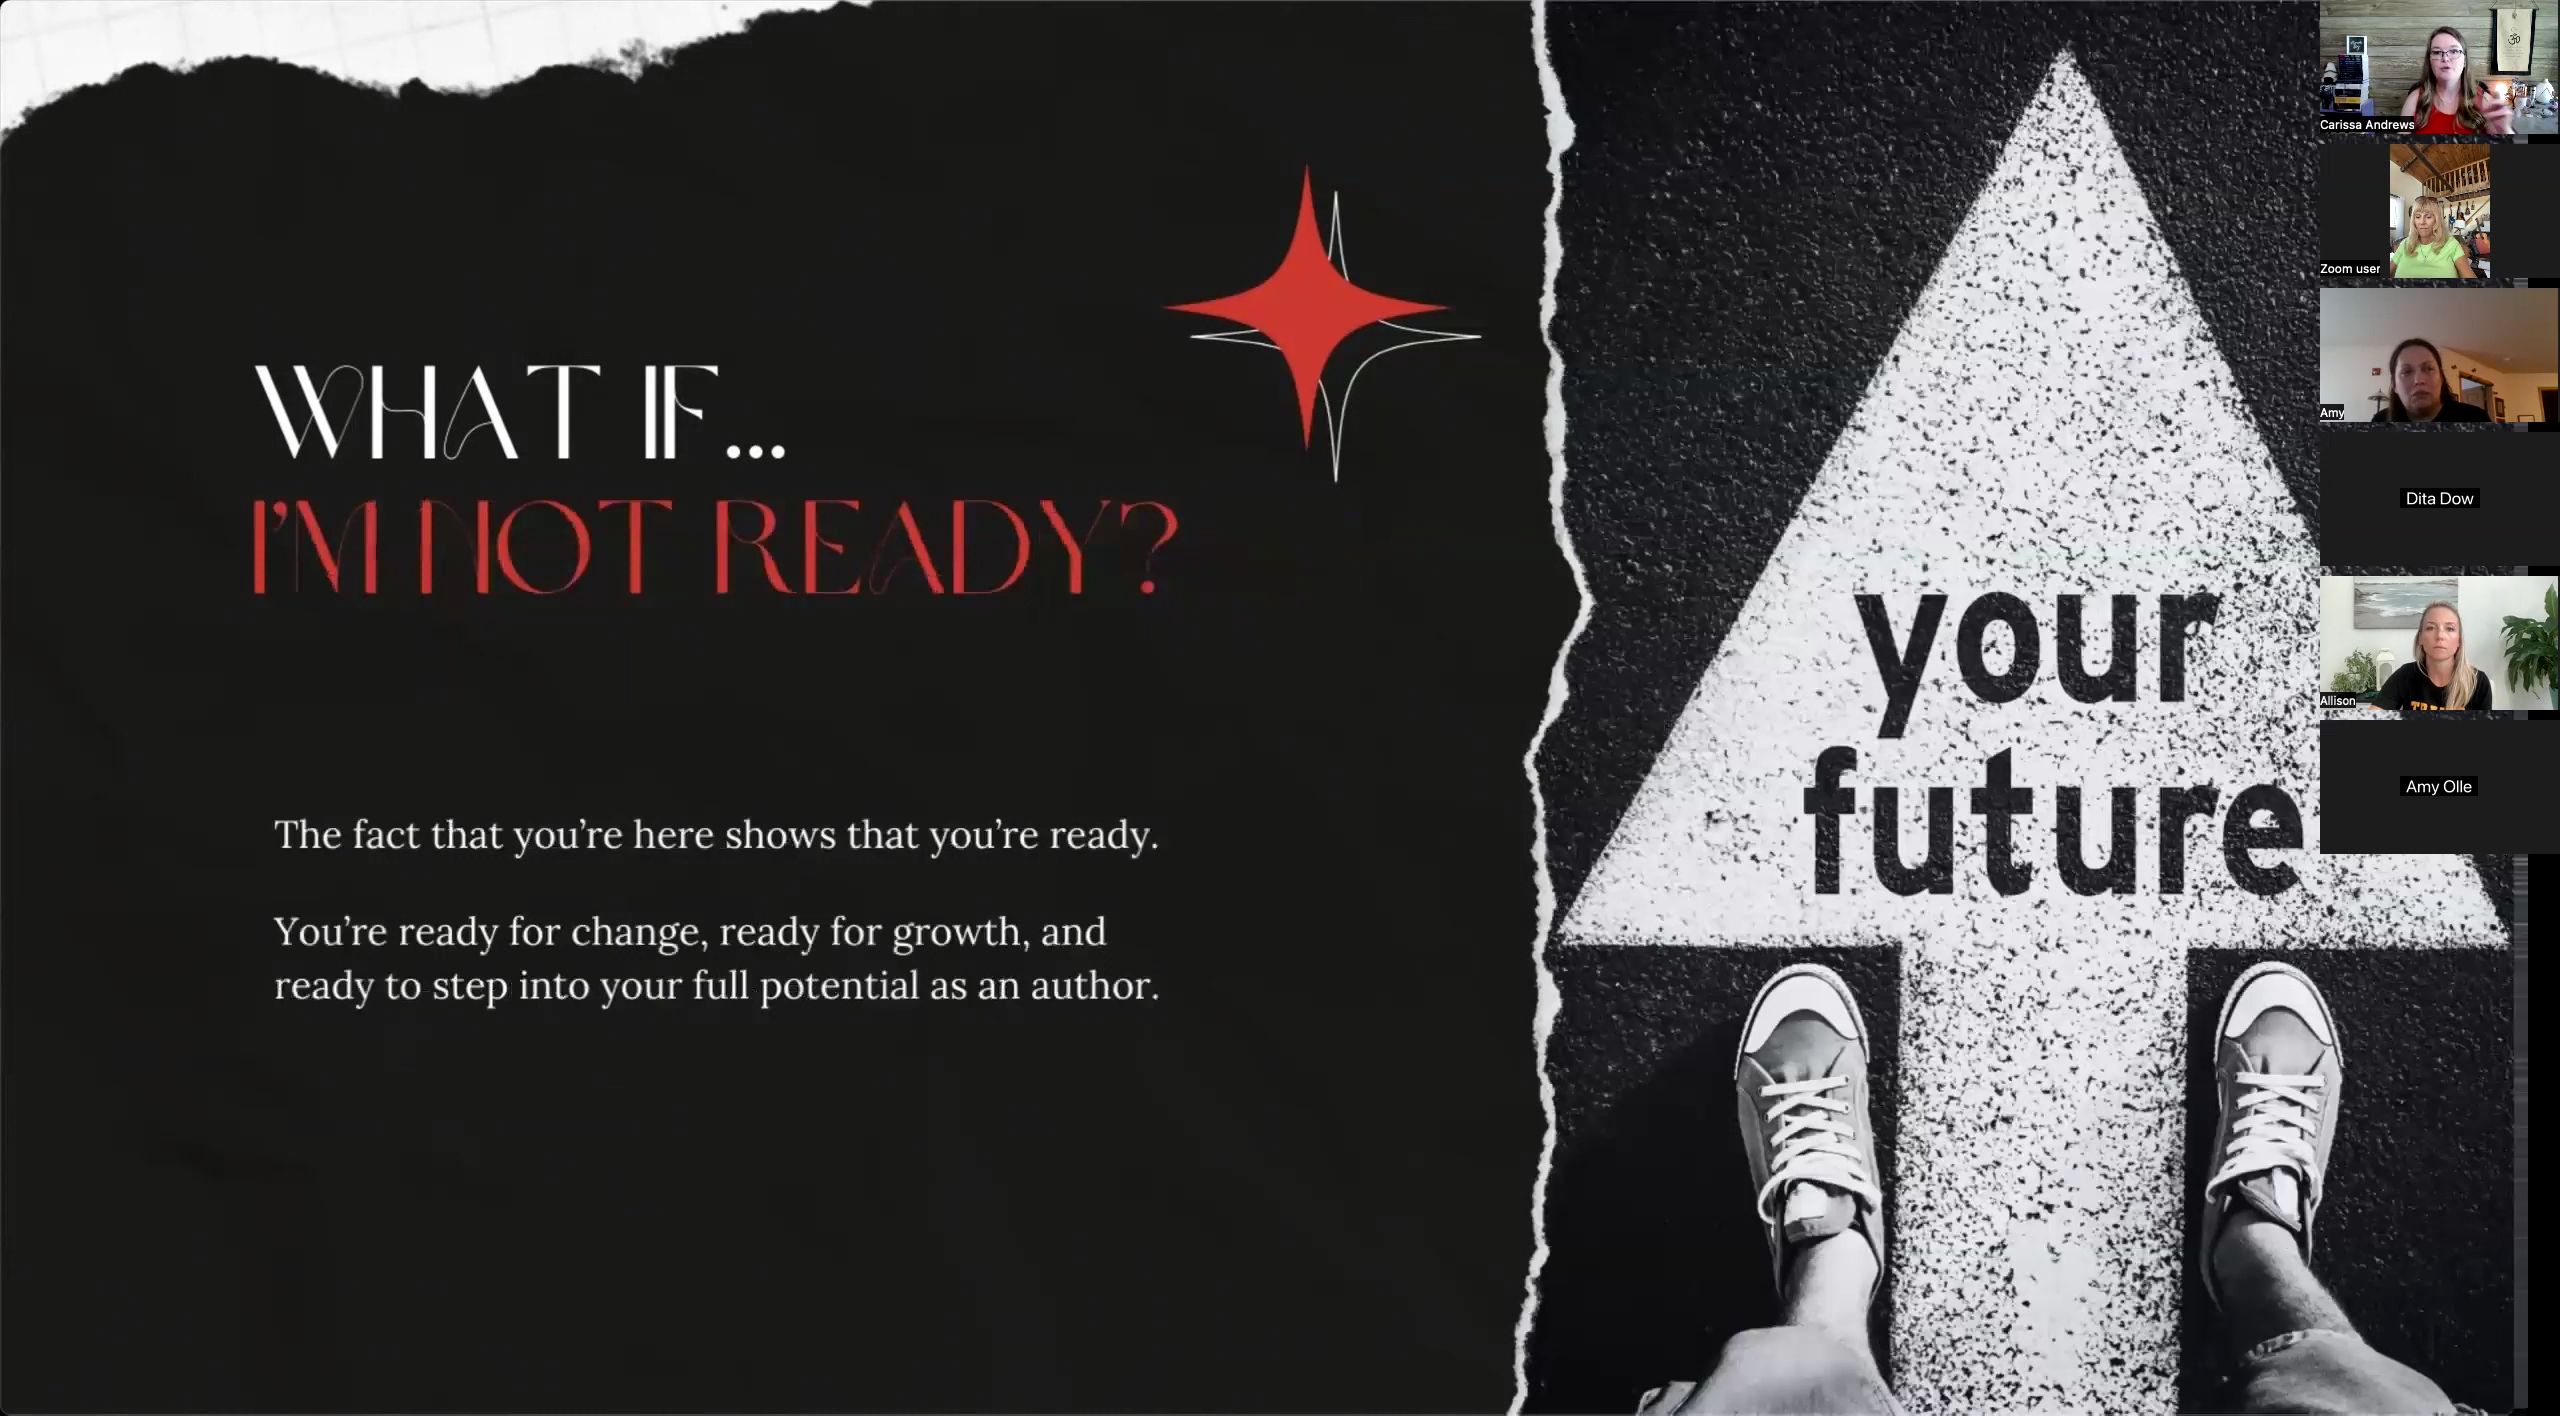 WHAT IF...
I'M NOT READY?
The fact that you're here shows that you're ready.
You're ready for change, ready for growth, and
ready to step into your full potential as an author.
your
future
Carissa Andrews
Zoom user
Amy
Dita Dow
Allison
Amy Olle